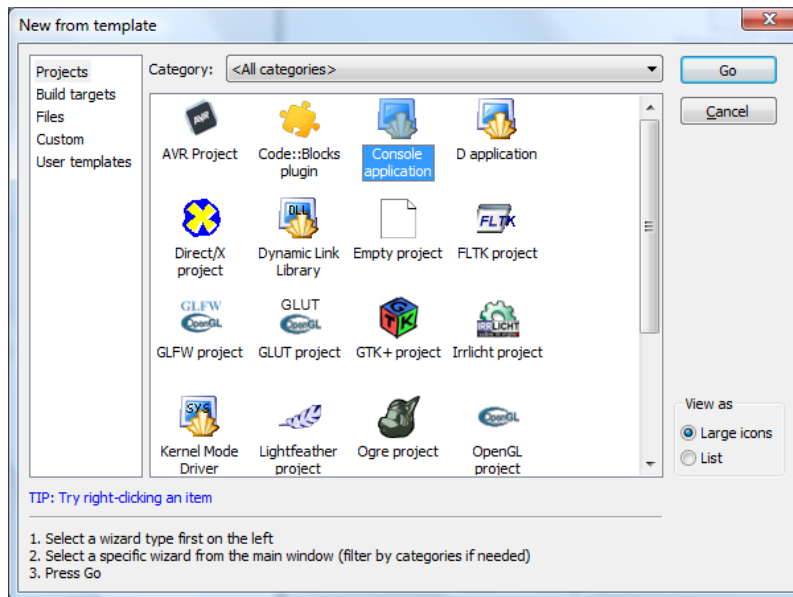 New from template
Projects
Build targets
Files
Custom
User templates
Category: <All categories>
Go
Cancel
AVR
AVR Project
Code::Blocks
plugin
Console
application
D application
DLL
FLTK
Direct/X
project
Dynamic Link
Library
Empty project
FLTK project
GLFW
OpenGL
GLUT
OpenGL
GTK
IRRLICHT
GLFW project
GLUT project
GTK+ project
Irrlicht project
SYS
OpenGL
Kernel Mode
Driver
Lightfeather
project
Ogre project
OpenGL
project
View as
Large icons
List
TIP: Try right-clicking an item
1. Select a wizard type first on the left
2. Select a specific wizard from the main window (filter by categories if needed)
3. Press Go